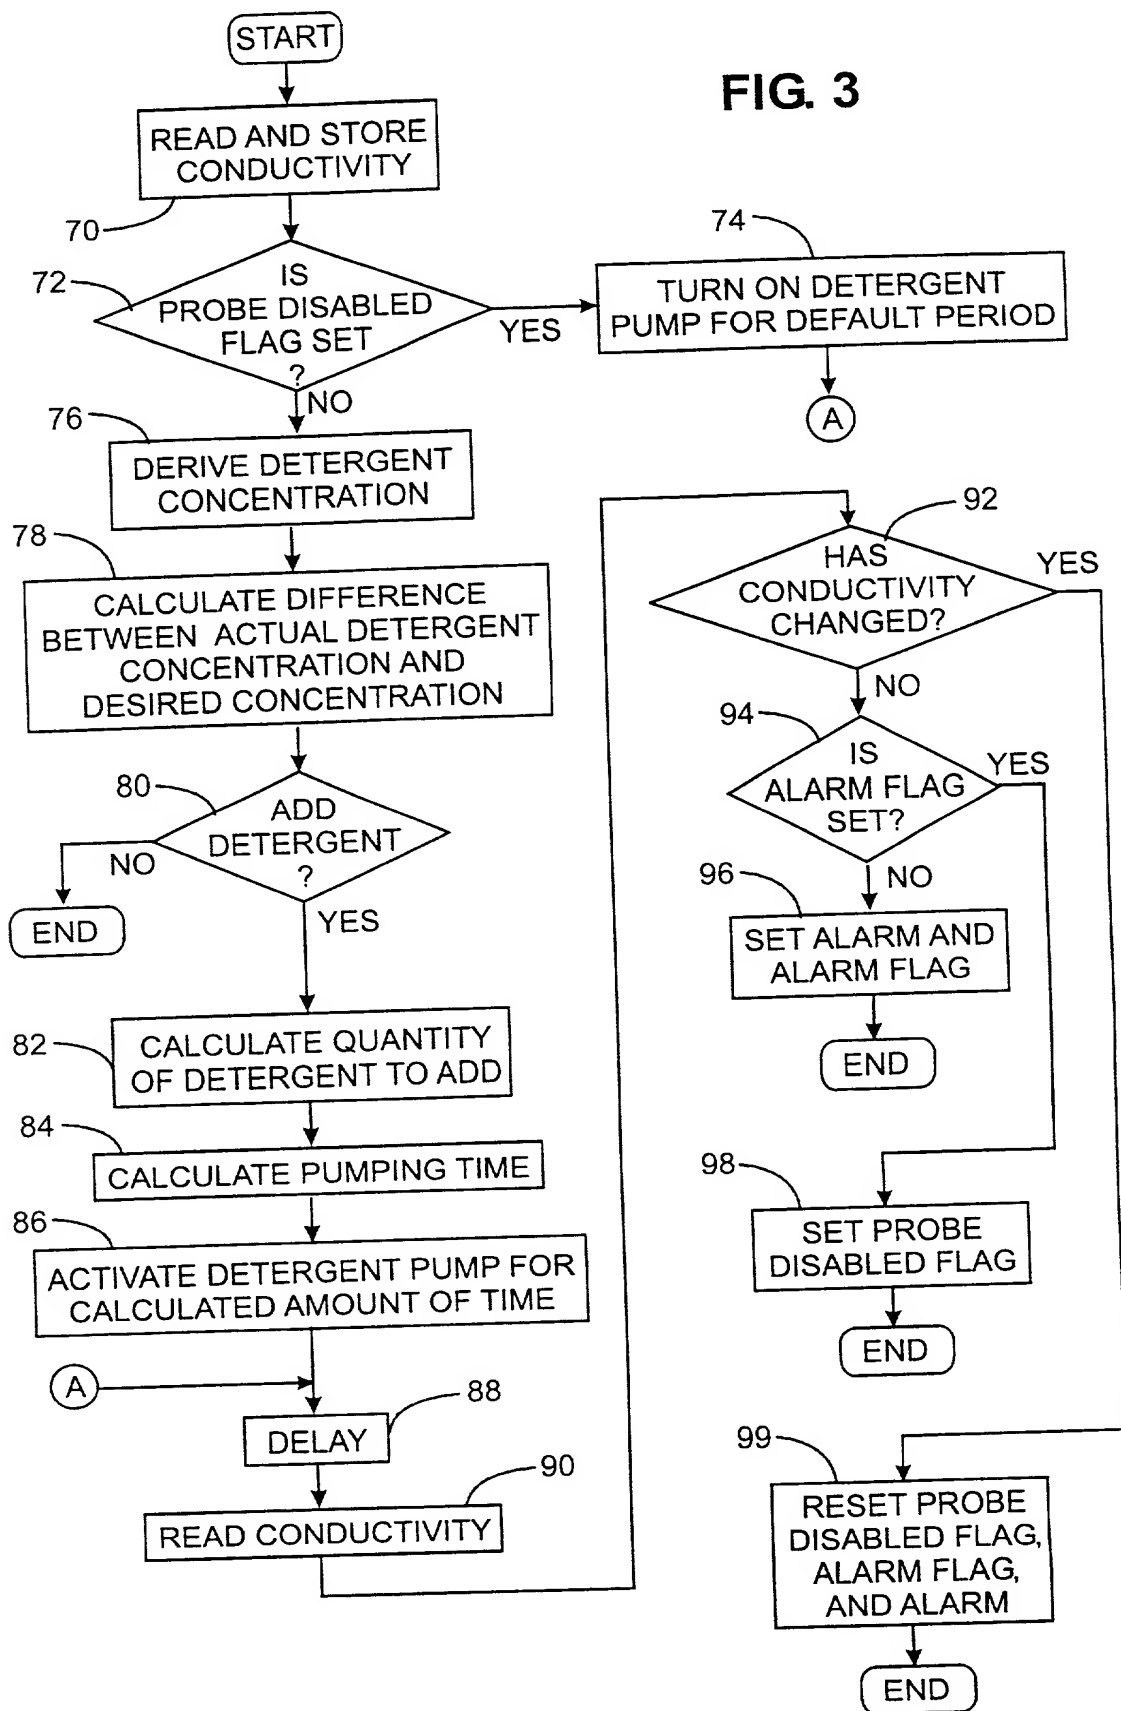 START
FIG. 3
READ AND STORE
CONDUCTIVITY
70
72
IS
PROBE DISABLED
FLAG SET
?
YES
NO
74
TURN ON DETERGENT
PUMP FOR DEFAULT PERIOD
A
76
DERIVE DETERGENT
CONCENTRATION
78
CALCULATE DIFFERENCE
BETWEEN ACTUAL DETERGENT
CONCENTRATION AND
DESIRED CONCENTRATION
80
ADD
DETERGENT
?
NO
YES
END
82
CALCULATE QUANTITY
OF DETERGENT TO ADD
84
CALCULATE PUMPING TIME
86
ACTIVATE DETERGENT PUMP FOR
CALCULATED AMOUNT OF TIME
A
88
DELAY
90
READ CONDUCTIVITY
92
HAS
CONDUCTIVITY
CHANGED?
YES
NO
94
IS
ALARM FLAG
SET?
YES
NO
96
SET ALARM AND
ALARM FLAG
END
98
SET PROBE
DISABLED FLAG
END
99
RESET PROBE
DISABLED FLAG,
ALARM FLAG,
AND ALARM
END